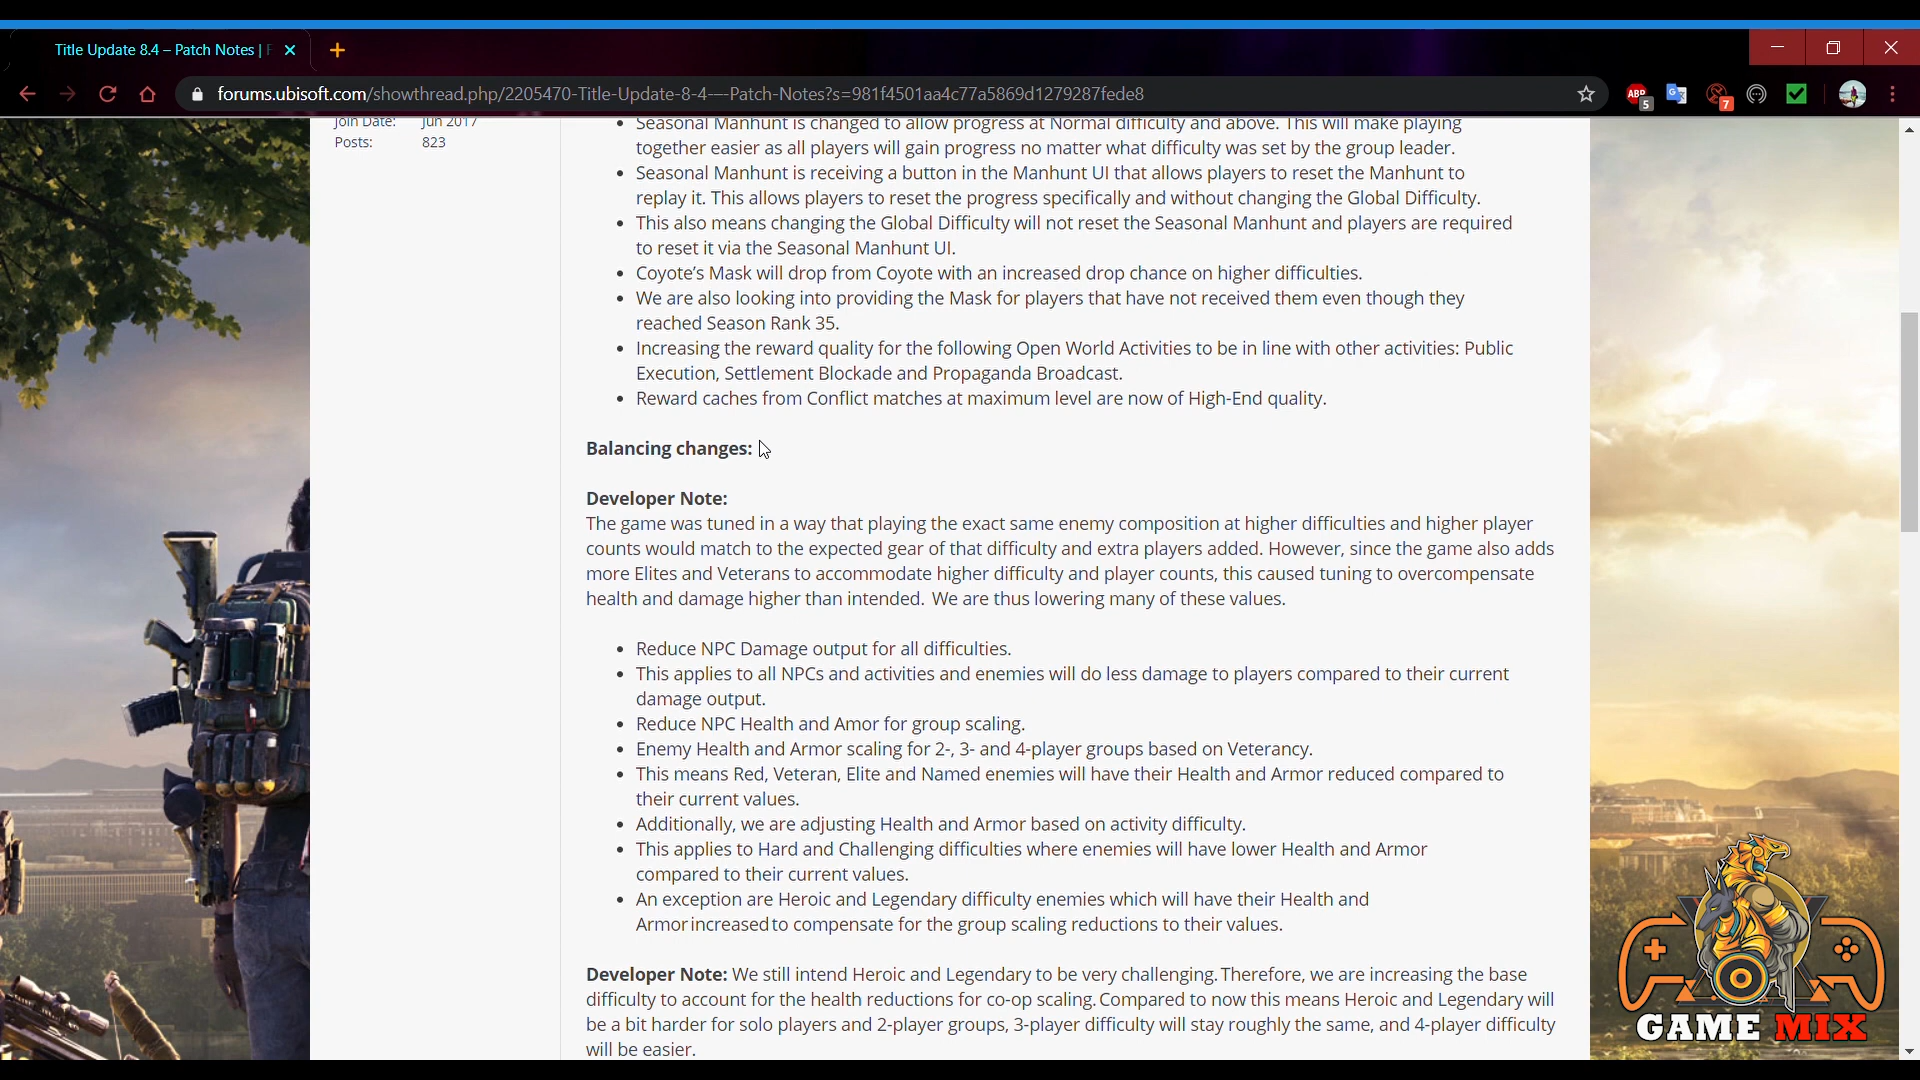 Title Update 8.4 – Patch Notes | F
forums.ubisoft.com/showthread.php/2205470-Title-Update-8-4-–-Patch-Notes?s=981f4501aa4c77a5869d1279287fede8
ABP
5
7
Join Date: Jun 2017
Posts: 823
Seasonal Manhunt is changed to allow progress at Normal difficulty and above. This will make playing
together easier as all players will gain progress no matter what difficulty was set by the group leader.
Seasonal Manhunt is receiving a button in the Manhunt UI that allows players to reset the Manhunt to
replay it. This allows players to reset the progress specifically and without changing the Global Difficulty.
This also means changing the Global Difficulty will not reset the Seasonal Manhunt and players are required
to reset it via the Seasonal Manhunt UI.
Coyote’s Mask will drop from Coyote with an increased drop chance on higher difficulties.
We are also looking into providing the Mask for players that have not received them even though they
reached Season Rank 35.
Increasing the reward quality for the following Open World Activities to be in line with other activities: Public
Execution, Settlement Blockade and Propaganda Broadcast.
Reward caches from Conflict matches at maximum level are now of High-End quality.
Balancing changes:
Developer Note:
The game was tuned in a way that playing the exact same enemy composition at higher difficulties and higher player
counts would match to the expected gear of that difficulty and extra players added. However, since the game also adds
more Elites and Veterans to accommodate higher difficulty and player counts, this caused tuning to overcompensate
health and damage higher than intended. We are thus lowering many of these values.
Reduce NPC Damage output for all difficulties.
This applies to all NPCs and activities and enemies will do less damage to players compared to their current
damage output.
Reduce NPC Health and Amor for group scaling.
Enemy Health and Armor scaling for 2-, 3- and 4-player groups based on Veterancy.
This means Red, Veteran, Elite and Named enemies will have their Health and Armor reduced compared to
their current values.
Additionally, we are adjusting Health and Armor based on activity difficulty.
This applies to Hard and Challenging difficulties where enemies will have lower Health and Armor
compared to their current values.
An exception are Heroic and Legendary difficulty enemies which will have their Health and
Armor increased to compensate for the group scaling reductions to their values.
Developer Note: We still intend Heroic and Legendary to be very challenging. Therefore, we are increasing the base
difficulty to account for the health reductions for co-op scaling. Compared to now this means Heroic and Legendary will
be a bit harder for solo players and 2-player groups, 3-player difficulty will stay roughly the same, and 4-player difficulty
will be easier.
GAME MIX